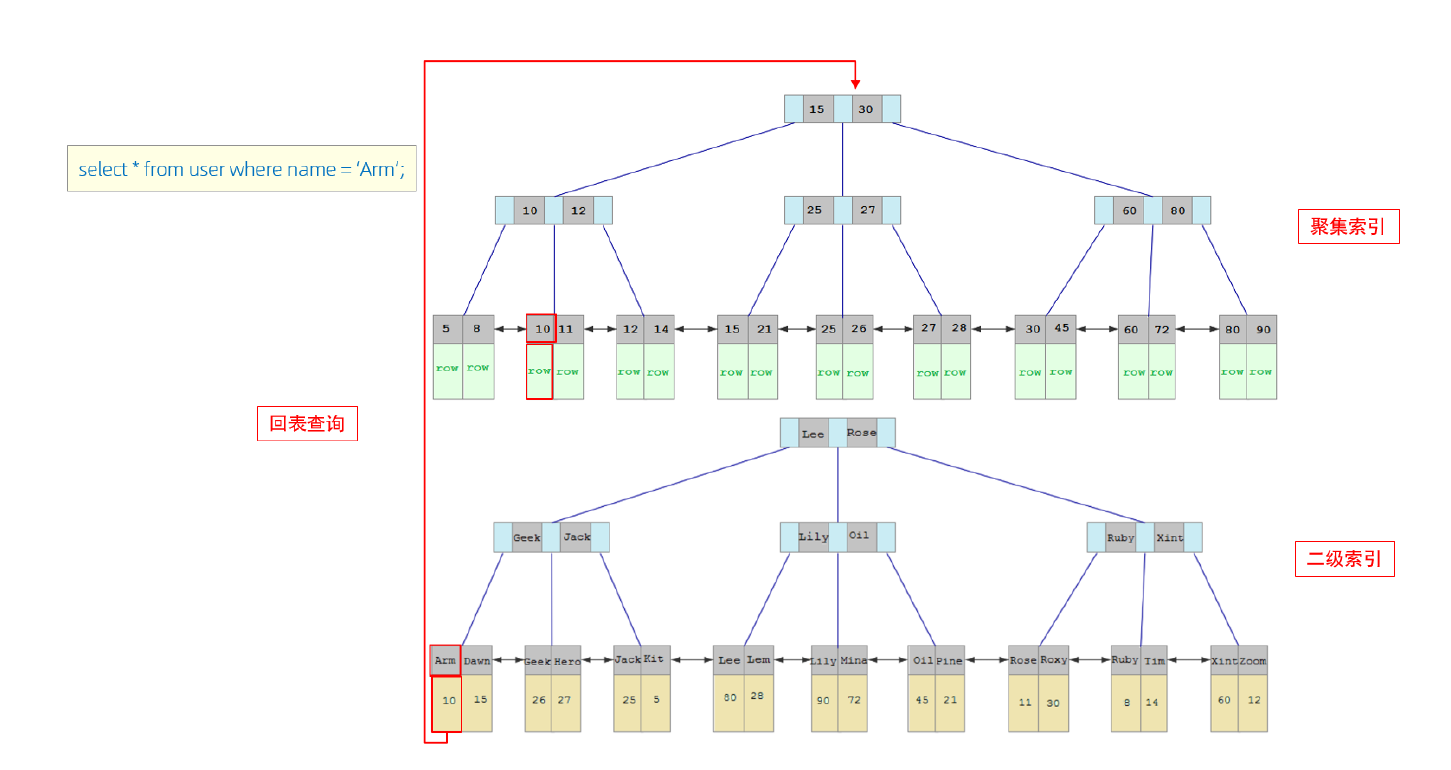 select * from user where name = ‘Arm’;
15 30
10 12
25 27
60 80
聚集索引
5 8
10 11
12 14
15 21
25 26
27 28
30 45
60 72
80 90
row row
row row
row row
row row
row row
row row
row row
row row
row row
回表查询
Lee Rose
Geek Jack
Lily Oil
Ruby Xint
二级索引
Arm Dawn
Geek Hero
Jack Kit
Lee Lem
Lily Mina
Oil Pine
Rose Roxy
Ruby Tim
Xint Zoom
10 15
26 27
25 5
80 28
90 72
45 21
11 30
8 14
60 12